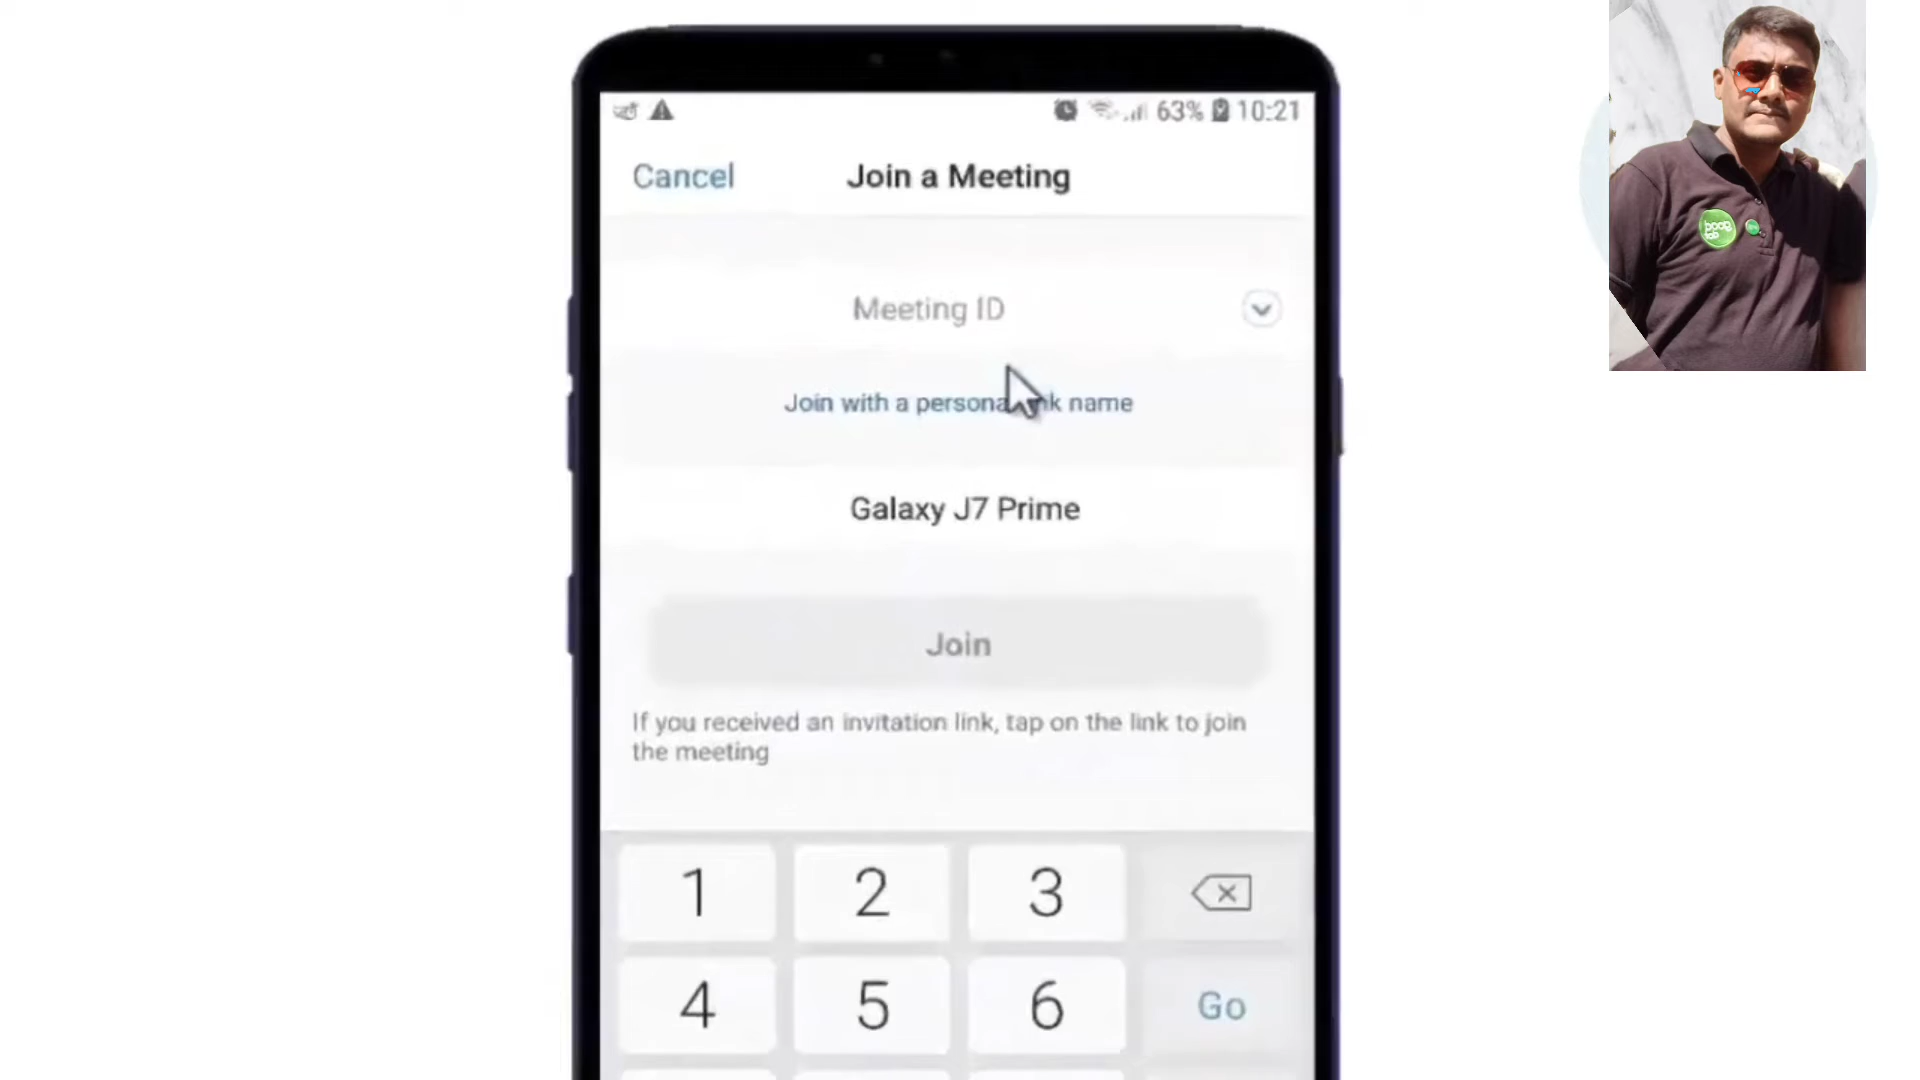 63% 10:21
Cancel Join a Meeting
Meeting ID
Join with a persona nk name
Galaxy J7 Prime
Join
If you received an invitation link, tap on the link to join
the meeting
1 2 3
4 5 6 Go